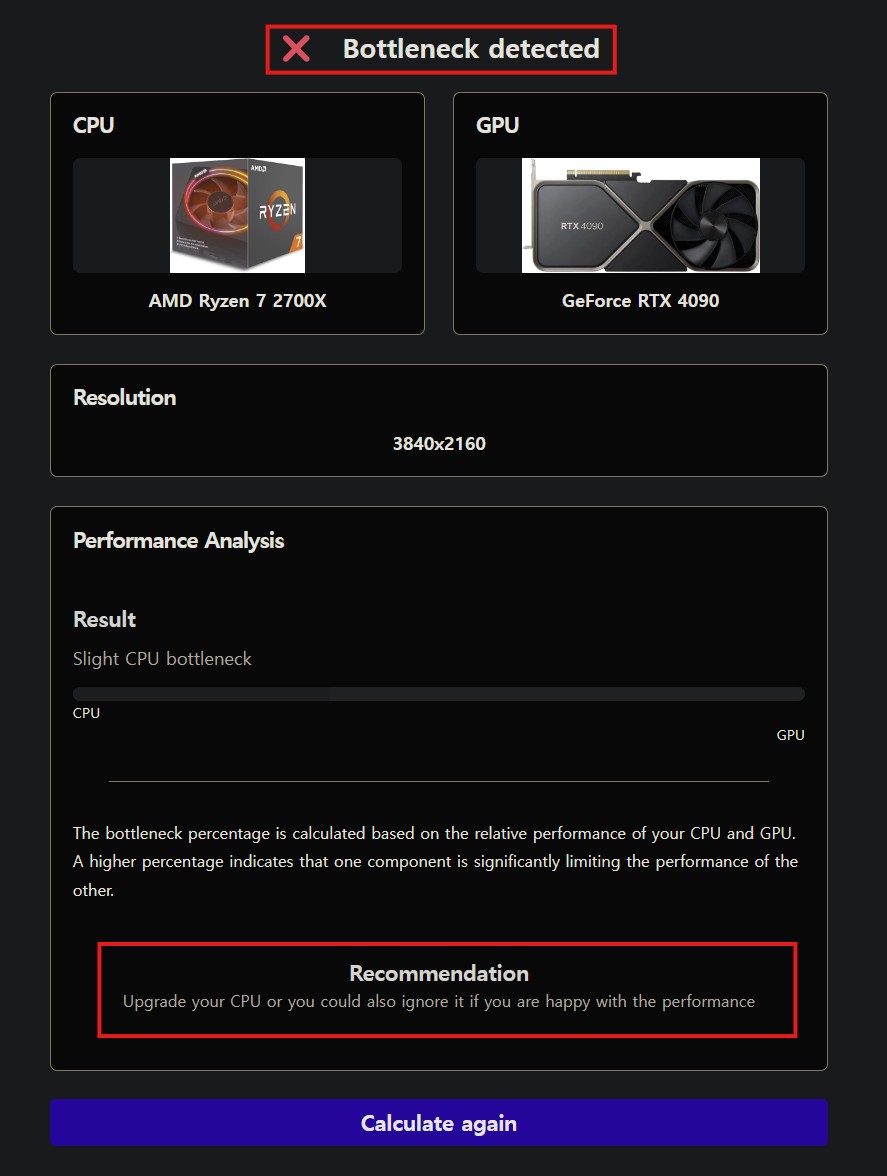 Bottleneck detected
CPU
GPU
AMD
RYZEN
7
RTX 4090
AMD Ryzen 7 2700X
GeForce RTX 4090
Resolution
3840x2160
Performance Analysis
Result
Slight CPU bottleneck
CPU
GPU
The bottleneck percentage is calculated based on the relative performance of your CPU and GPU.
A higher percentage indicates that one component is significantly limiting the performance of the
other.
Recommendation
Upgrade your CPU or you could also ignore it if you are happy with the performance
Calculate again